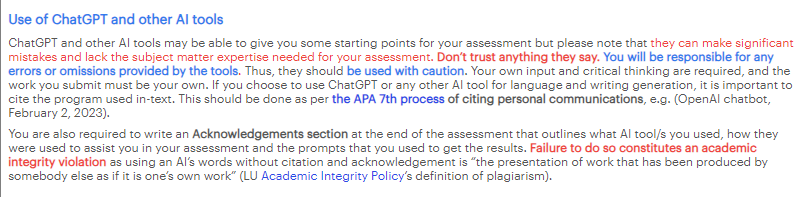 Use of ChatGPT and other AI tools
ChatGPT and other AI tools may be able to give you some starting points for your assessment but please note that they can make significant
mistakes and lack the subject matter expertise needed for your assessment. Don't trust anything they say. You will be responsible for any
errors or omissions provided by the tools. Thus, they should be used with caution. Your own input and critical thinking are required, and the
work you submit must be your own. If you choose to use ChatGPT or any other AI tool for language and writing generation, it is important to
cite the program used in-text. This should be done as per the APA 7th process of citing personal communications, e.g. (OpenAI chatbot,
February 2, 2023).
You are also required to write an Acknowledgements section at the end of the assessment that outlines what AI tool/s you used, how they
were used to assist you in your assessment and the prompts that you used to get the results. Failure to do so constitutes an academic
integrity violation as using an AI's words without citation and acknowledgement is "the presentation of work that has been produced by
somebody else as if it is one's own work" (LU Academic Integrity Policy's definition of plagiarism).